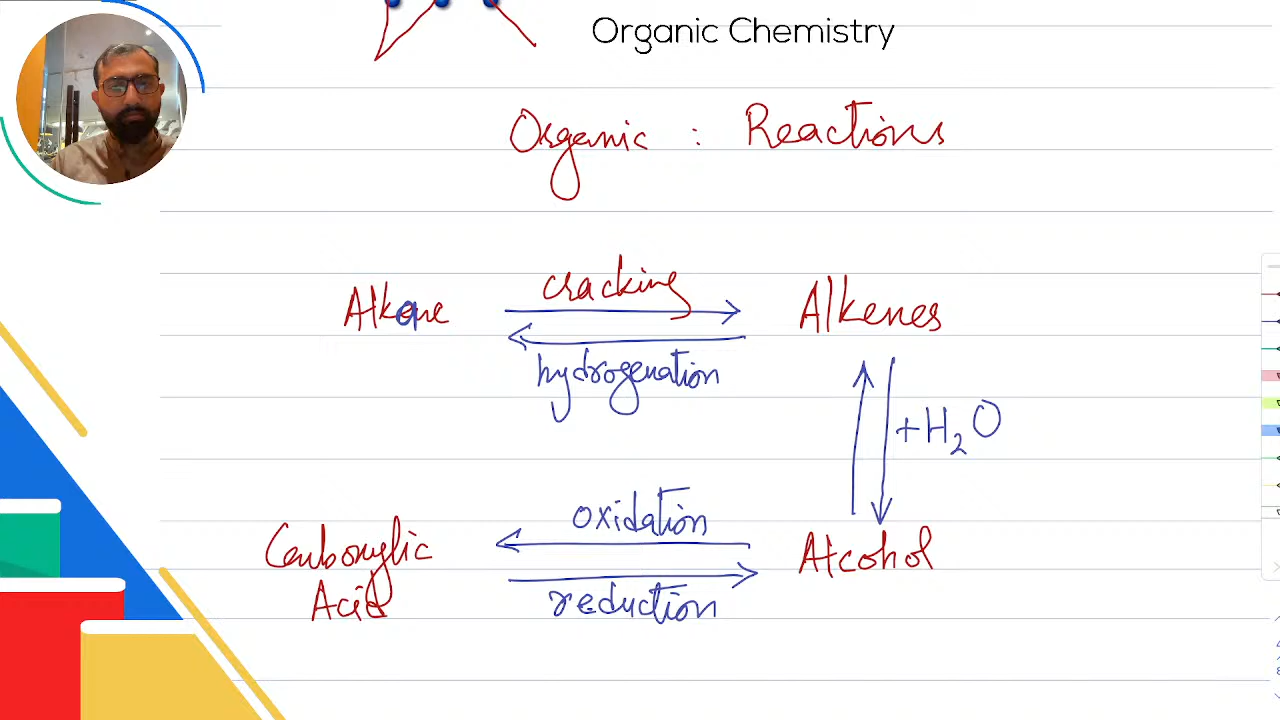 Organic Chemistry
Organic : Reactions
Alkane
cracking
Alkenes
hydrogenation
+H₂O
Carboxylic
Acid
oxidation
Alcohol
reduction